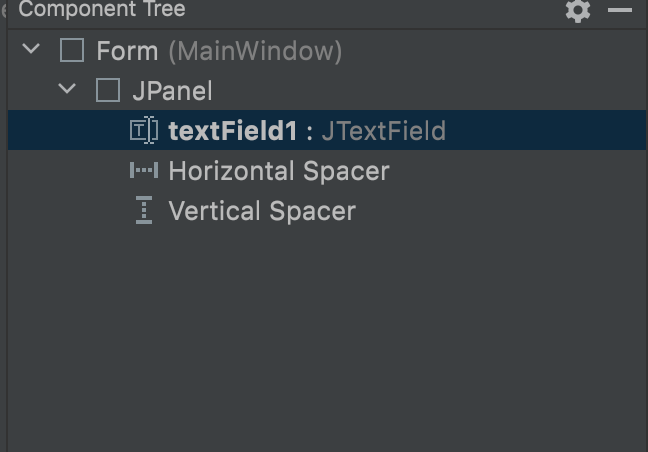 Component Tree
Form (MainWindow)
JPanel
textField1 : JTextField
Horizontal Spacer
Vertical Spacer